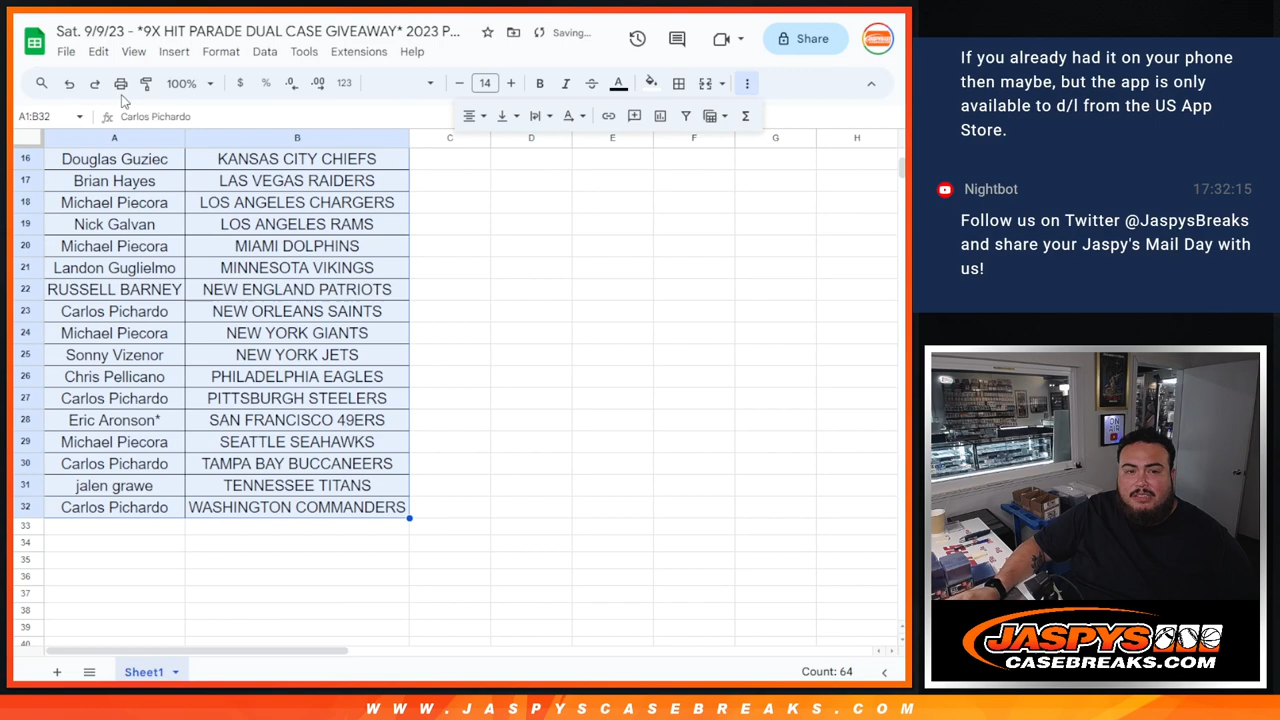 Sat. 9/9/23 - *9X HIT PARADE DUAL CASE GIVEAWAY* 2023 P... Saving...
File Edit View Insert Format Data Tools Extensions Help
Share
100% $ % .0 .00 123 14 B I A
A1:B32 fx Carlos Pichardo
A B C D E F G H
16 Douglas Guziec KANSAS CITY CHIEFS
17 Brian Hayes LAS VEGAS RAIDERS
18 Michael Piecora LOS ANGELES CHARGERS
19 Nick Galvan LOS ANGELES RAMS
20 Michael Piecora MIAMI DOLPHINS
21 Landon Guglielmo MINNESOTA VIKINGS
22 RUSSELL BARNEY NEW ENGLAND PATRIOTS
23 Carlos Pichardo NEW ORLEANS SAINTS
24 Michael Piecora NEW YORK GIANTS
25 Sonny Vizenor NEW YORK JETS
26 Chris Pellicano PHILADELPHIA EAGLES
27 Carlos Pichardo PITTSBURGH STEELERS
28 Eric Aronson* SAN FRANCISCO 49ERS
29 Michael Piecora SEATTLE SEAHAWKS
30 Carlos Pichardo TAMPA BAY BUCCANEERS
31 jalen grawe TENNESSEE TITANS
32 Carlos Pichardo WASHINGTON COMMANDERS
33
34
35
36
37
38
39
40
Sheet1 Count: 64
If you already had it on your phone
then maybe, but the app is only
available to d/l from the US App
Store.
Nightbot 17:32:15
Follow us on Twitter @JaspysBreaks
and share your Jaspy's Mail Day with
us!
ON AIR
JASPYS
CASEBREAKS.COM
WWW.JASPYSCASEBREAKS.COM